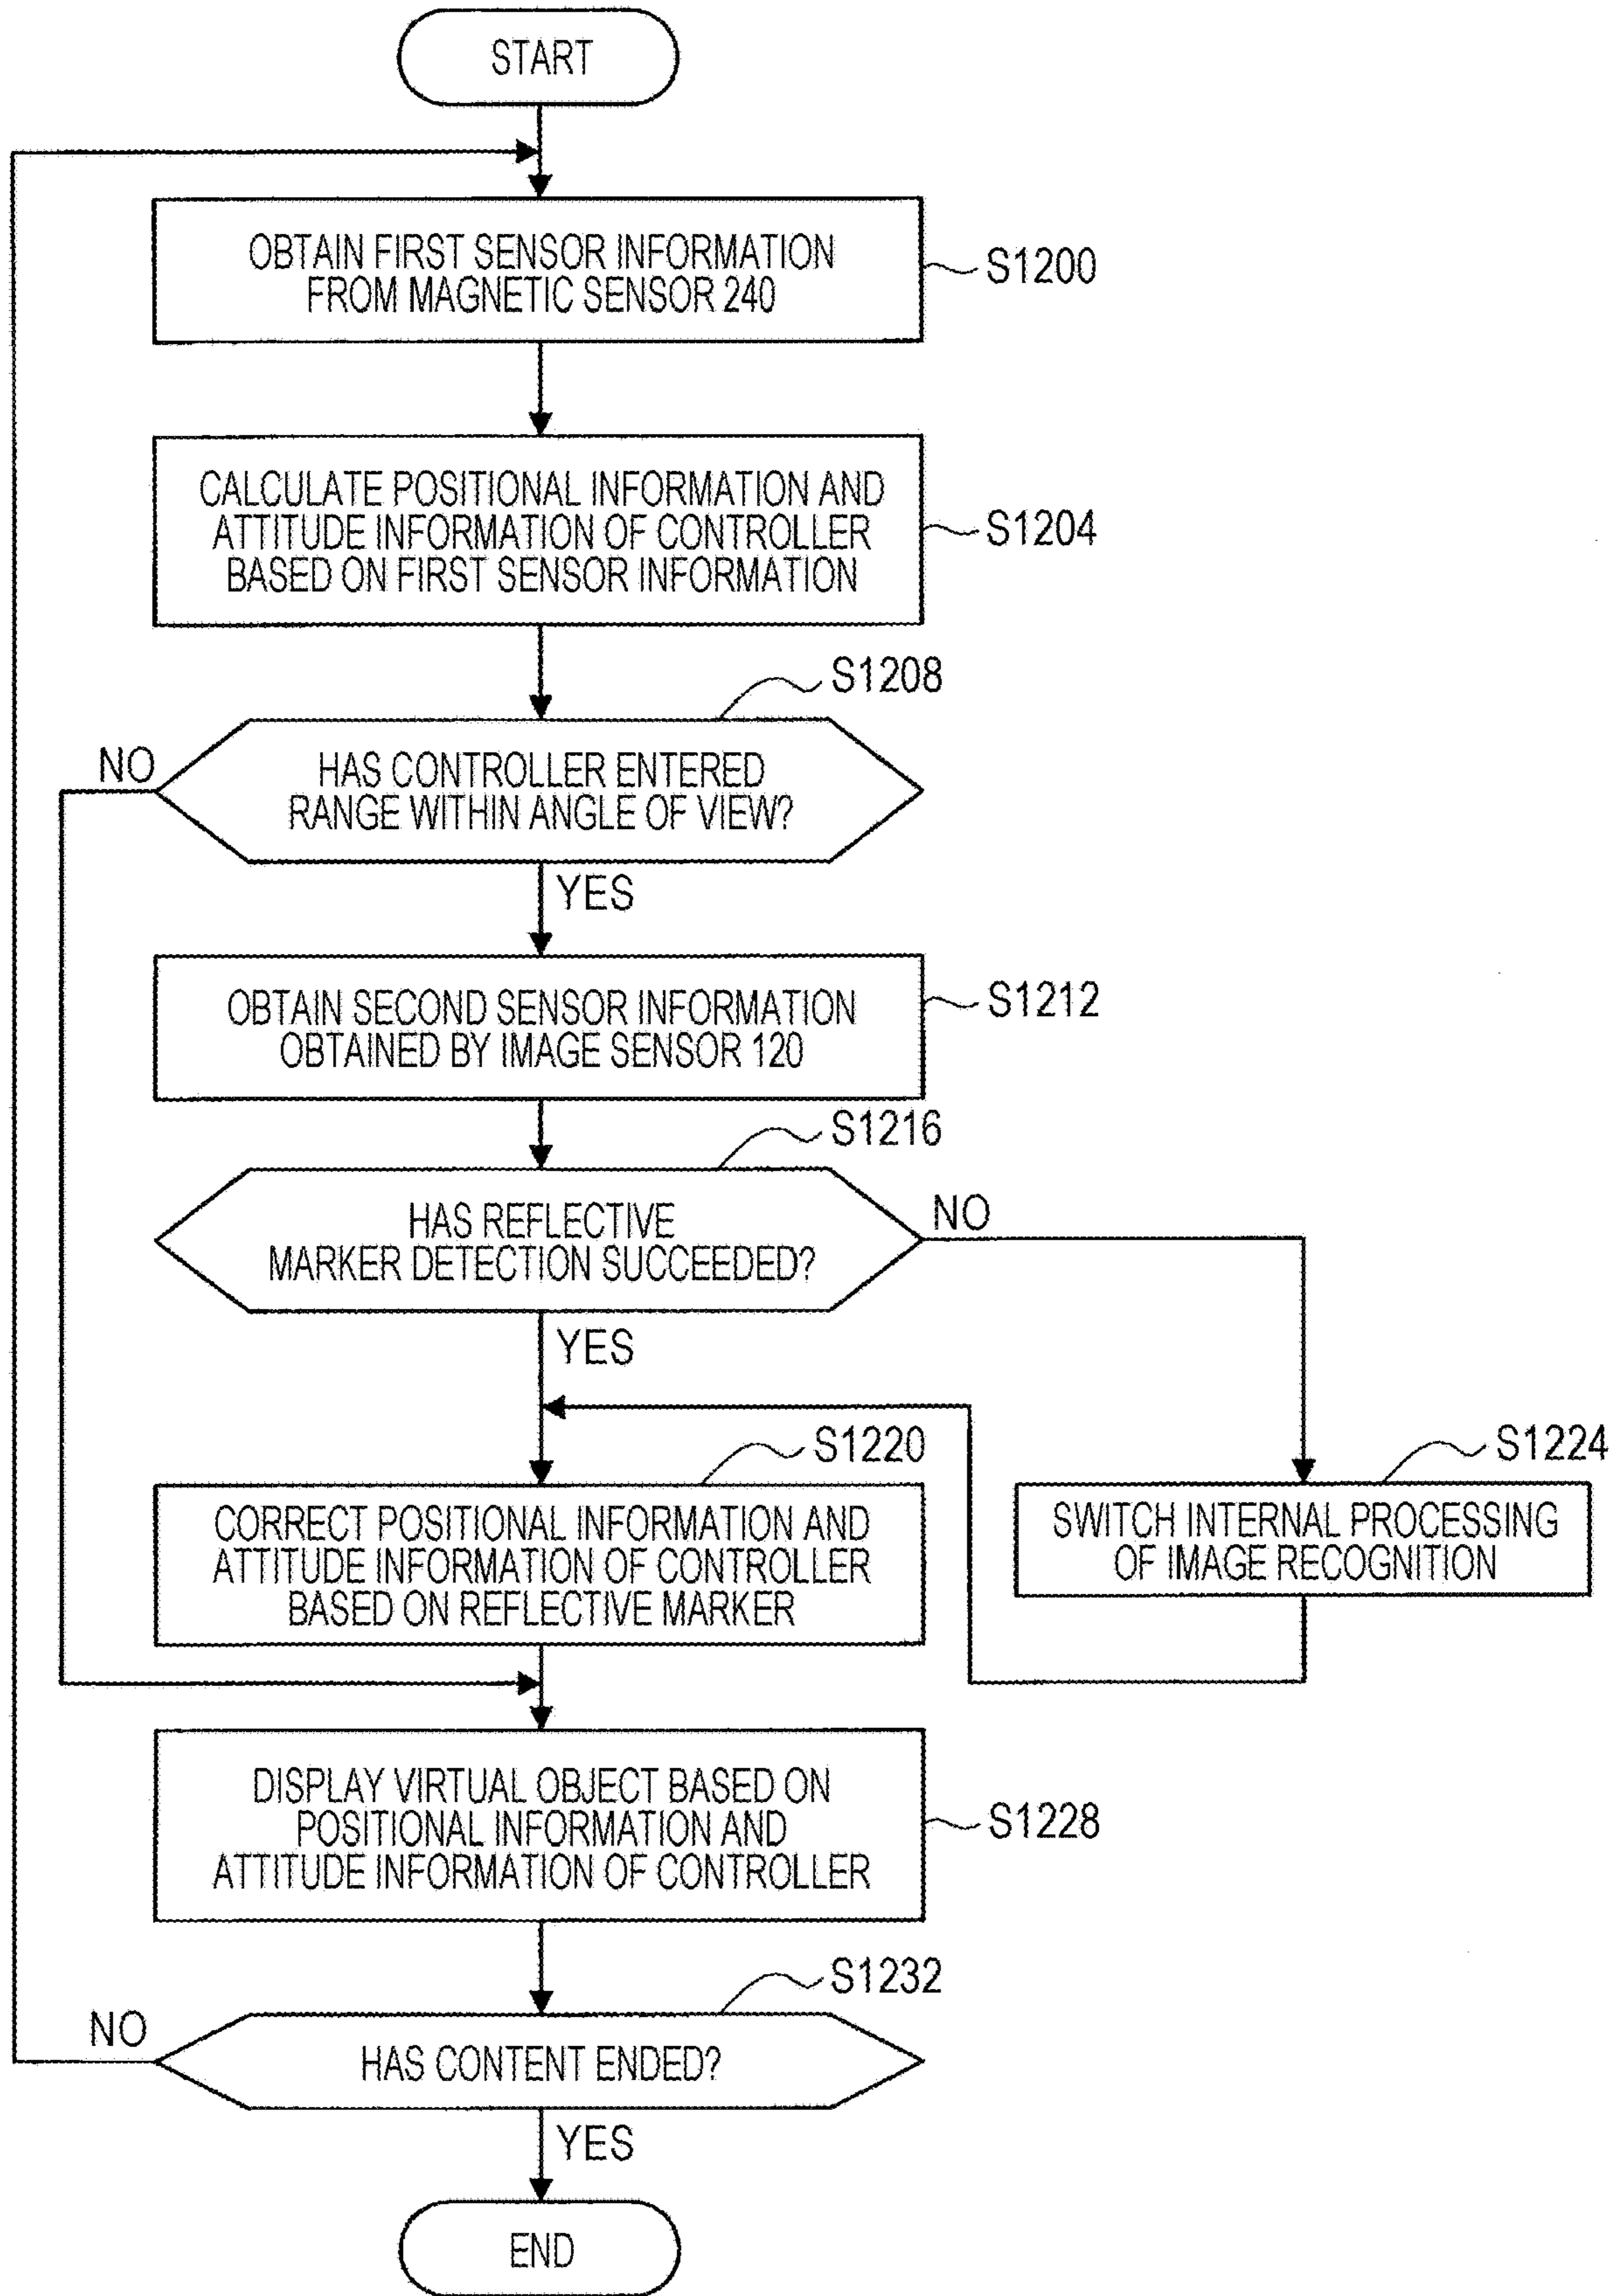 START
OBTAIN FIRST SENSOR INFORMATION
FROM MAGNETIC SENSOR 240
S1200
CALCULATE POSITIONAL INFORMATION AND
ATTITUDE INFORMATION OF CONTROLLER
BASED ON FIRST SENSOR INFORMATION
S1204
S1208
NO
HAS CONTROLLER ENTERED
RANGE WITHIN ANGLE OF VIEW?
YES
OBTAIN SECOND SENSOR INFORMATION
OBTAINED BY IMAGE SENSOR 120
S1212
S1216
HAS REFLECTIVE
MARKER DETECTION SUCCEEDED?
NO
YES
S1220
CORRECT POSITIONAL INFORMATION AND
ATTITUDE INFORMATION OF CONTROLLER
BASED ON REFLECTIVE MARKER
S1224
SWITCH INTERNAL PROCESSING
OF IMAGE RECOGNITION
DISPLAY VIRTUAL OBJECT BASED ON
POSITIONAL INFORMATION AND
ATTITUDE INFORMATION OF CONTROLLER
S1228
S1232
NO
HAS CONTENT ENDED?
YES
END